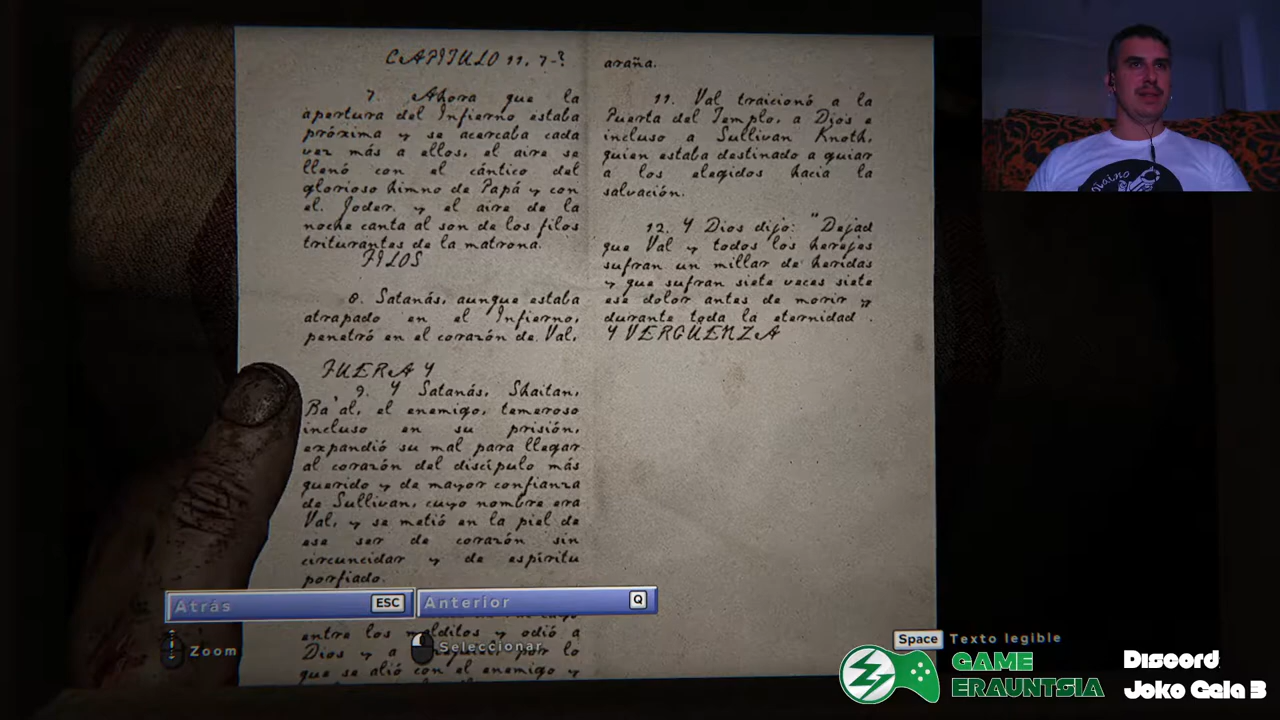 CAPITULO 11. 7-?
7. Ahora que la
apertura del Infierno estaba
próxima y se acercaba cada
vez más a ellos, el aire se
llenó con el cántico del
glorioso himno de Papá y con
el. Joder. y el aire de la
noche canta al son de los filos
triturantes de la matrona.
FILOS
8. Satanás, aunque estaba
atrapado en el Infierno,
penetró en el corazón de Val,
FUERA Y
9. Y Satanás, Shaitan,
Ba'al, el enemigo, temeroso
incluso en su prisión,
expandió su mal para llegar
al corazón del discípulo más
querido y de mayor confianza
de Sullivan, cuyo nombre era
Val, y se metió en la piel de
ese ser de corazón sin
circuncidar y de espíritu
porfiado.
entre los malditos y odió a
Dios y a por lo
que se alió con el enemigo y
araña.
11. Val traicionó a la
Puerta del Templo, a Dios e
incluso a Sullivan Knoth,
quien estaba destinado a guiar
a los elegidos hacia la
salvación.
12. Y Dios dijo: "Dejad
que Val y todos los herejes
sufran un millar de heridas
y que sufran siete veces siete
ese dolor antes de morir y
durante toda la eternidad".
Y VERGUENZA
Atrás ESC
Anterior Q
Zoom
Seleccionar
Space Texto legible
GAME
ERAUNTSIA
Discord
Joko Gela 3